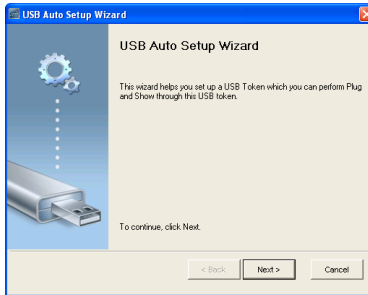 USB Auto Setup Wizard
USB Auto Setup Wizard
This wizard helps you set up a USB Token which you can perform Plug
and Show through this USB token.
To continue, click Next.
< Back
Next >
Cancel